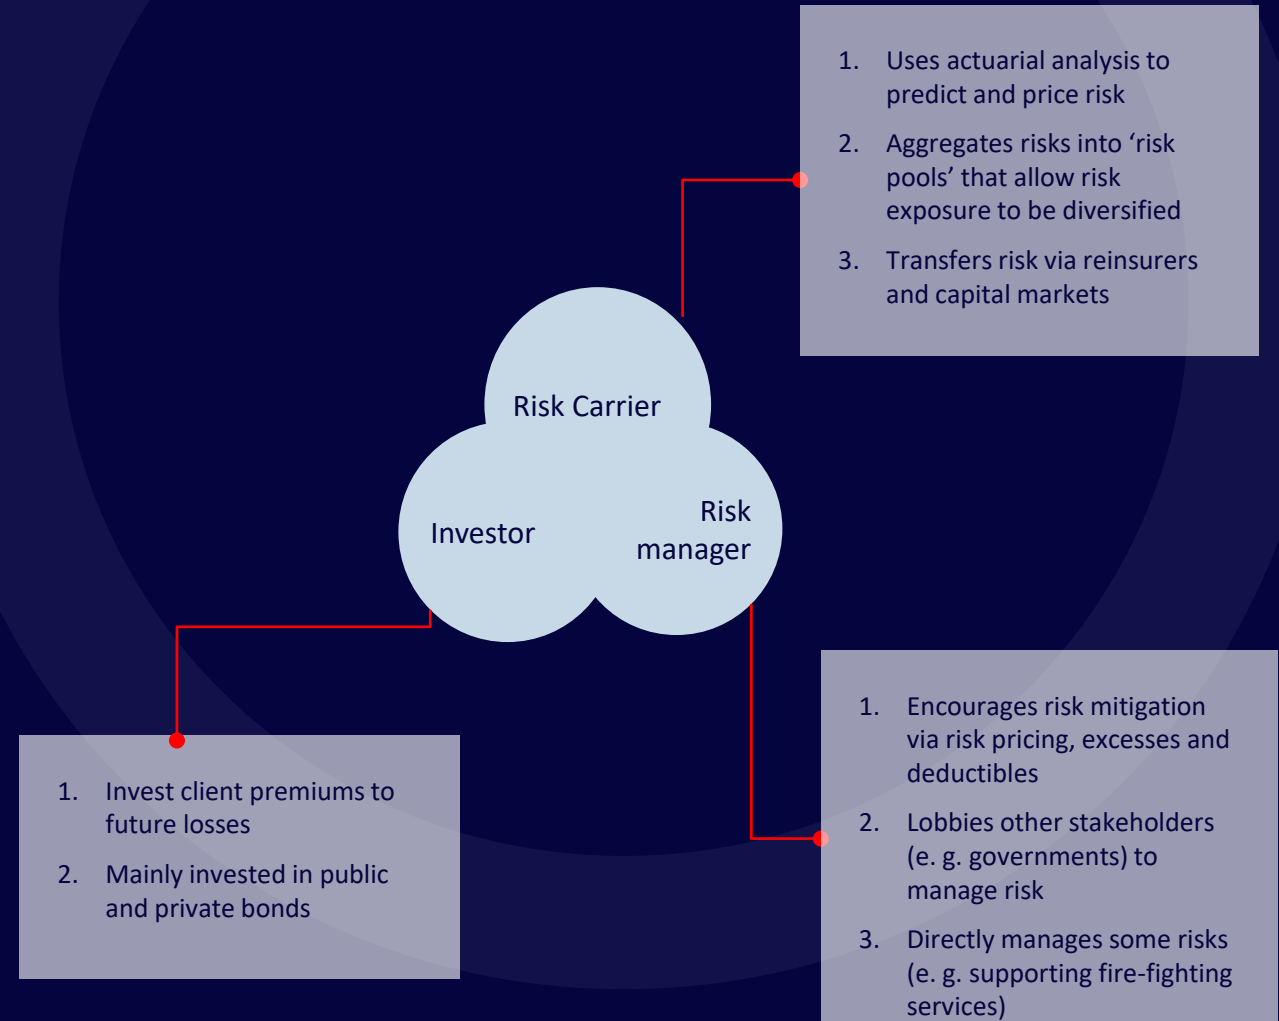 1. Uses actuarial analysis to
predict and price risk
2. Aggregates risks into ‘risk
pools’ that allow risk
exposure to be diversified
3. Transfers risk via reinsurers
and capital markets
Risk Carrier
Investor
Risk
manager
1. Invest client premiums to
future losses
2. Mainly invested in public
and private bonds
1. Encourages risk mitigation
via risk pricing, excesses and
deductibles
2. Lobbies other stakeholders
(e. g. governments) to
manage risk
3. Directly manages some risks
(e. g. supporting fire-fighting
services)